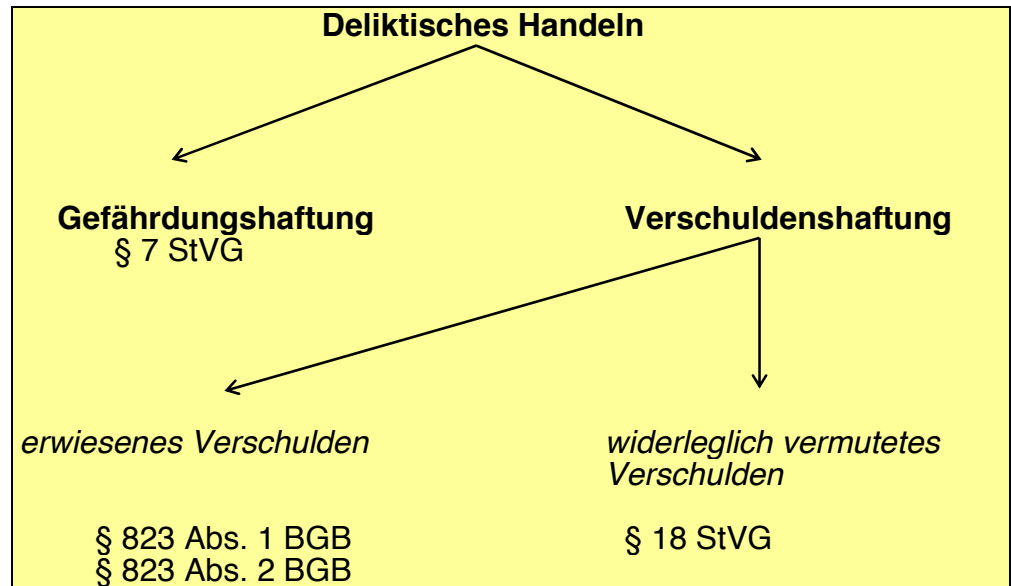 Deliktisches Handeln
Gefährdungshaftung
§ 7 StVG
Verschuldenshaftung
erwiesenes Verschulden
widerleglich vermutetes
Verschulden
§ 823 Abs. 1 BGB
§ 823 Abs. 2 BGB
§ 18 StVG